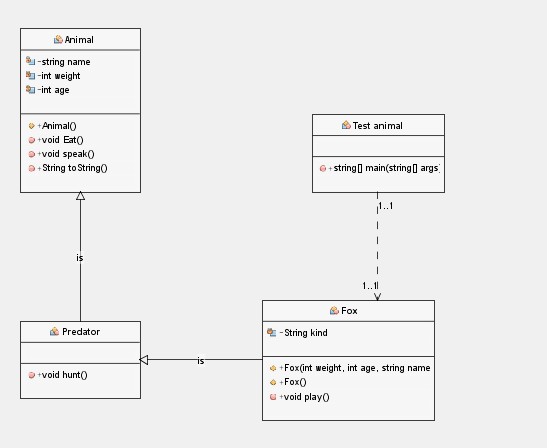 Animal
-string name
-int weight
-int age
+Animal()
+void Eat()
+void speak()
+String toString()
Test animal
+string[] main(string[] args)
1..1
is
1..1
Predator
+void hunt()
is
Fox
-String kind
+Fox(int weight, int age, string name
+Fox()
+void play()